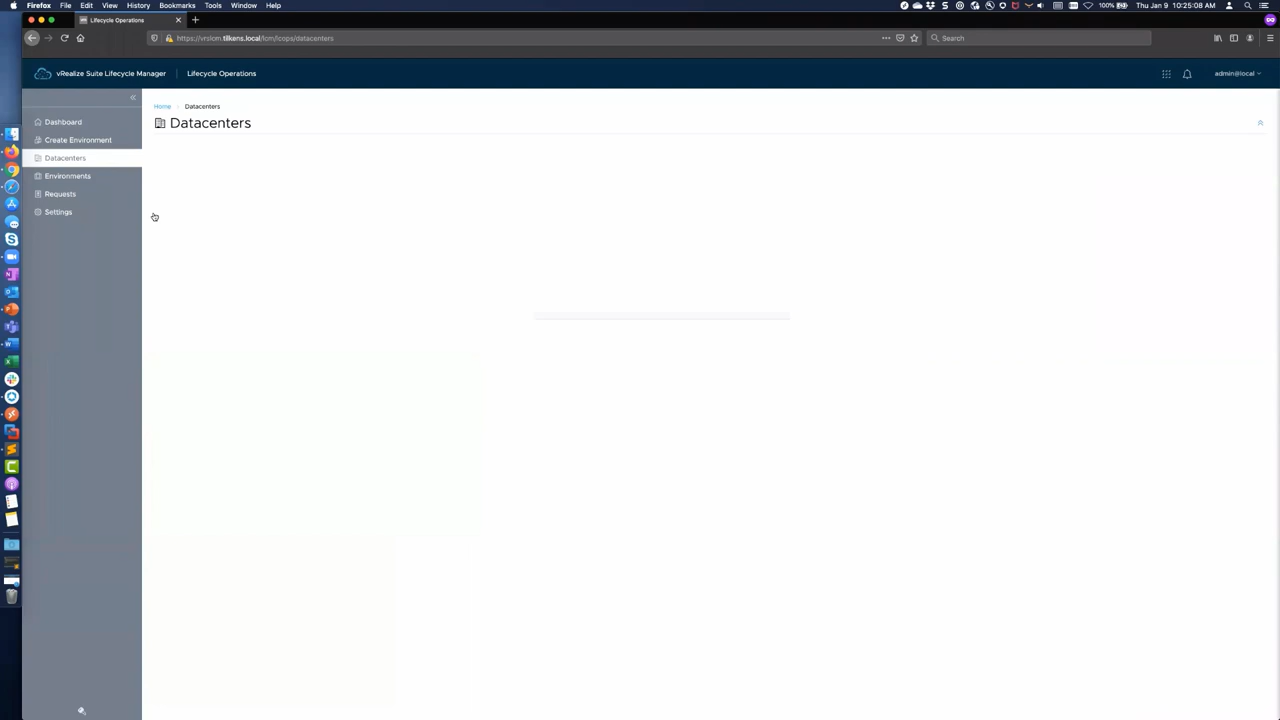 Firefox File Edit View History Bookmarks Tools Window Help
100% Thu Jan 9 10:25:08 AM
Lifecycle Operations
https://vrslcm.tilkens.local/lcm/lcops/datacenters
Search
vRealize Suite Lifecycle Manager
Lifecycle Operations
admin@local
Home
Datacenters
Datacenters
Dashboard
Create Environment
Datacenters
Environments
Requests
Settings